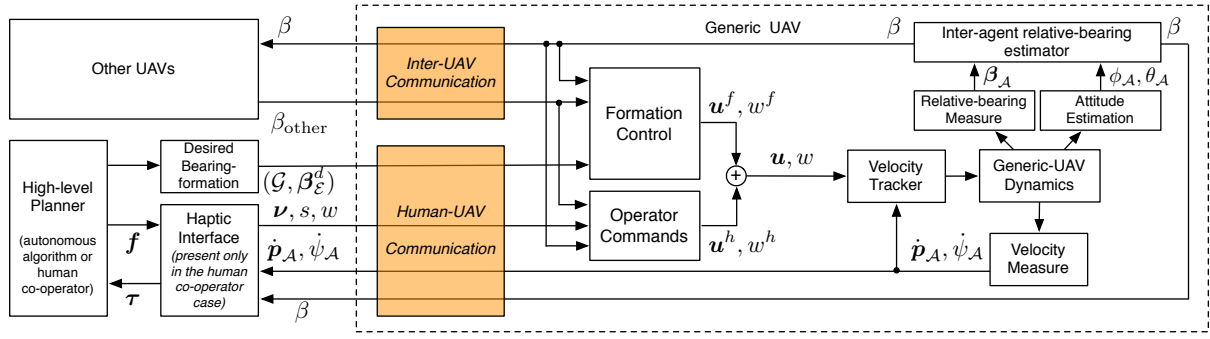 β
Generic UAV
β
β
Other UAVs
Inter-UAV
Communication
Inter-agent relative-bearing
estimator
𝜷_𝒜
ϕ_𝒜, θ_𝒜
Relative-bearing
Measure
Attitude
Estimation
β_other
Formation
Control
𝒖^f, w^f
High-level
Planner
(autonomous
algorithm or
human
co-operator)
Desired
Bearing-
formation
(𝒢, 𝜷^d_ℰ)
𝒖, w
+
Velocity
Tracker
Generic-UAV
Dynamics
𝒇
𝝉
Haptic
Interface
(present only
in the human
co-operator
case)
𝝂, s, w
Human-UAV
Communication
Operator
Commands
𝒖^h, w^h
𝒑̇_𝒜, ψ̇_𝒜
𝒑̇_𝒜, ψ̇_𝒜
Velocity
Measure
β